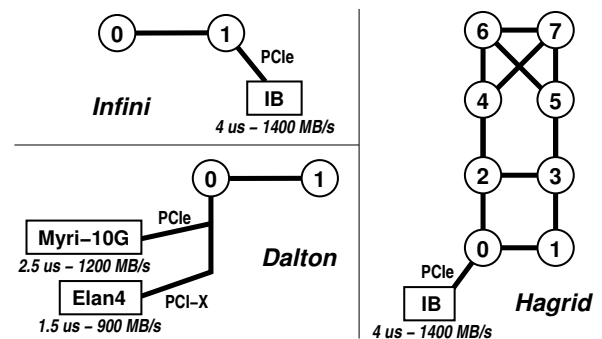 0
1
PCIe
IB
Infini
4 us − 1400 MB/s
0
1
PCIe
Myri−10G
2.5 us − 1200 MB/s
Dalton
Elan4
PCI−X
1.5 us − 900 MB/s
6
7
4
5
2
3
0
1
PCIe
IB
Hagrid
4 us − 1400 MB/s